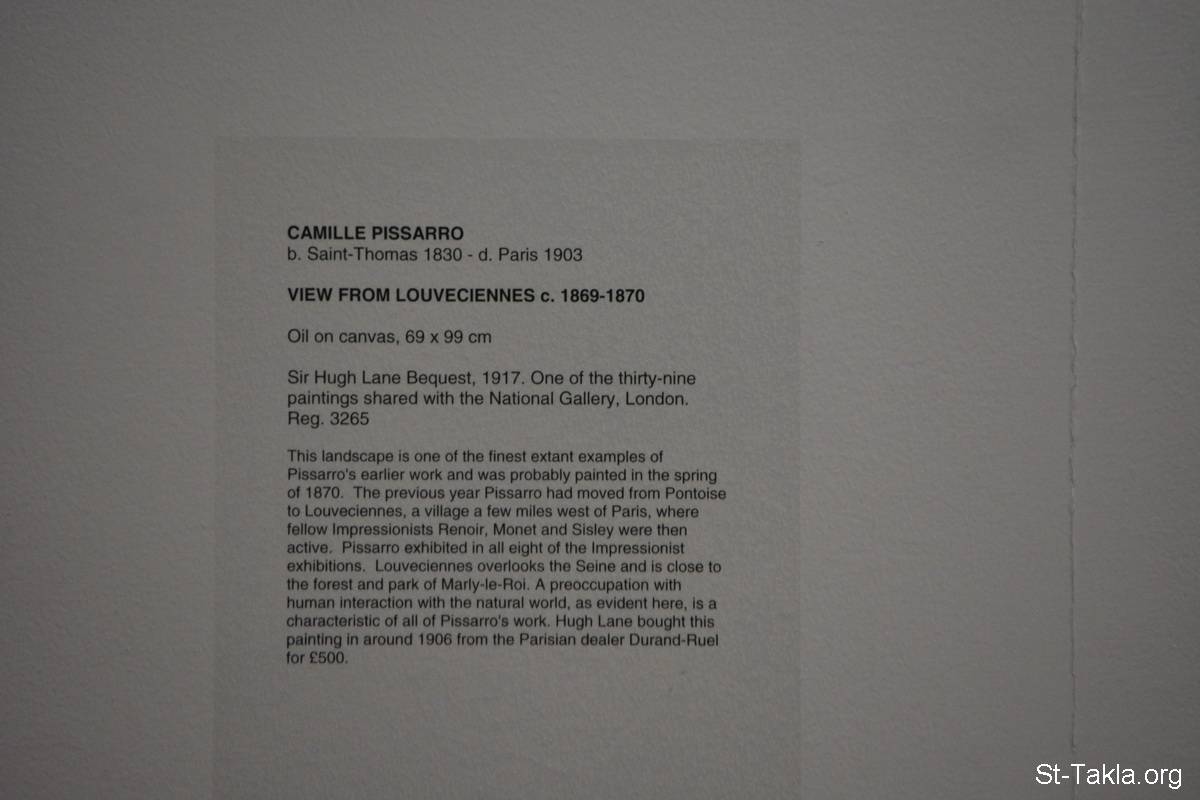 CAMILLE PISSARRO
b. Saint-Thomas 1830 - d. Paris 1903
VIEW FROM LOUVECIENNES c. 1869-1870
Oil on canvas, 69 x 99 cm
Sir Hugh Lane Bequest, 1917. One of the thirty-nine
paintings shared with the National Gallery, London.
Reg. 3265
This landscape is one of the finest extant examples of
Pissarro's earlier work and was probably painted in the spring
of 1870.  The previous year Pissarro had moved from Pontoise
to Louveciennes, a village a few miles west of Paris, where
fellow Impressionists Renoir, Monet and Sisley were then
active.  Pissarro exhibited in all eight of the Impressionist
exhibitions.  Louveciennes overlooks the Seine and is close to
the forest and park of Marly-le-Roi. A preoccupation with
human interaction with the natural world, as evident here, is a
characteristic of all of Pissarro's work. Hugh Lane bought this
painting in around 1906 from the Parisian dealer Durand-Ruel
for £500.
St-Takla.org